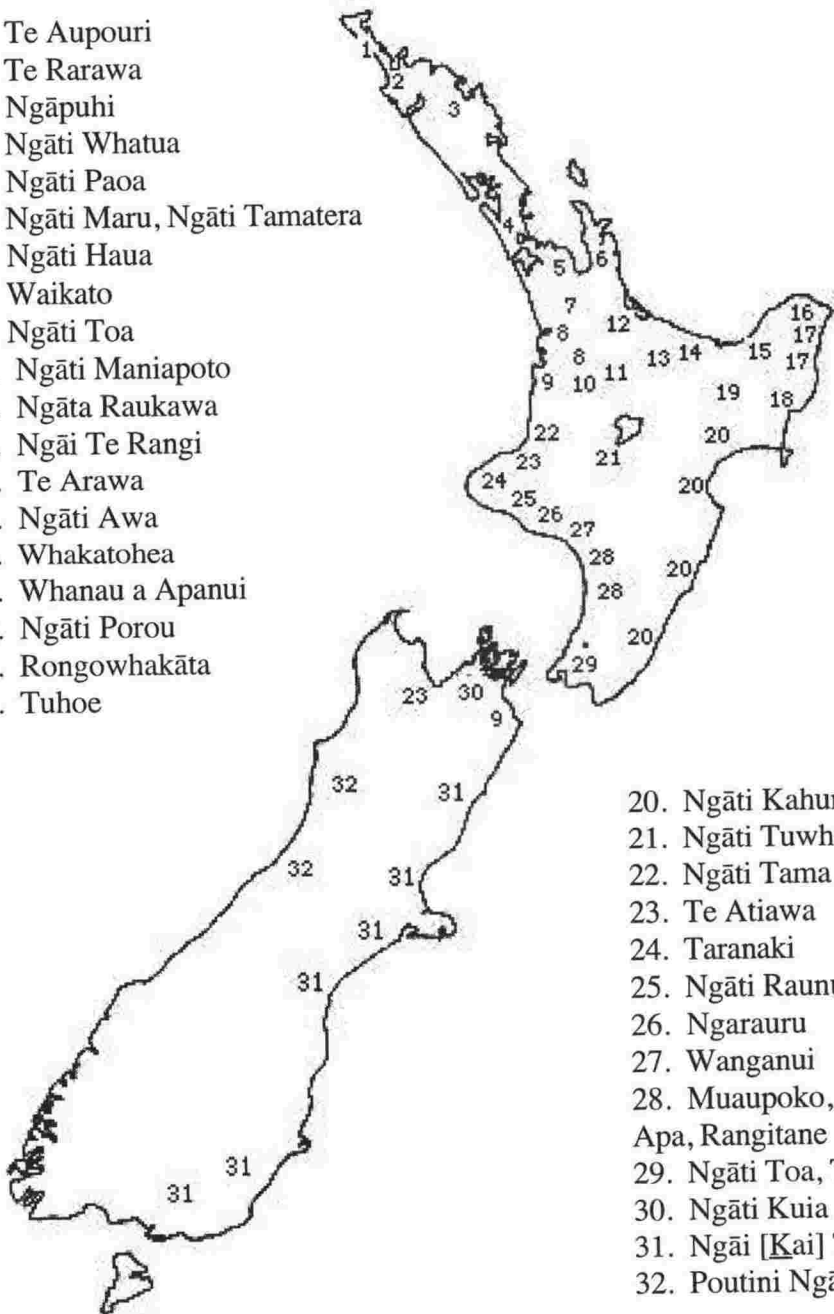 Te Aupouri
Te Rarawa
Ngāpuhi
Ngāti Whatua
Ngāti Paoa
Ngāti Maru, Ngāti Tamatera
Ngāti Haua
Waikato
Ngāti Toa
Ngāti Maniapoto
Ngāta Raukawa
Ngāi Te Rangi
. Te Arawa
. Ngāti Awa
. Whakatohea
. Whanau a Apanui
. Ngāti Porou
. Rongowhakāta
. Tuhoe
1
2
3
4
5
6
7
8
12
16
17
8
13
14
15
17
9
10
11
19
18
22
20
23
21
24
20
25
26
27
28
20
28
20
29
23
30
9
32
31
32
31
31
31
31
31
20. Ngāti Kahu
21. Ngāti Tuwh
22. Ngāti Tama
23. Te Atiawa
24. Taranaki
25. Ngāti Raunu
26. Ngarauru
27. Wanganui
28. Muaupoko,
Apa, Rangitane
29. Ngāti Toa,
30. Ngāti Kuia
31. Ngāi [Kai]
32. Poutini Ngā